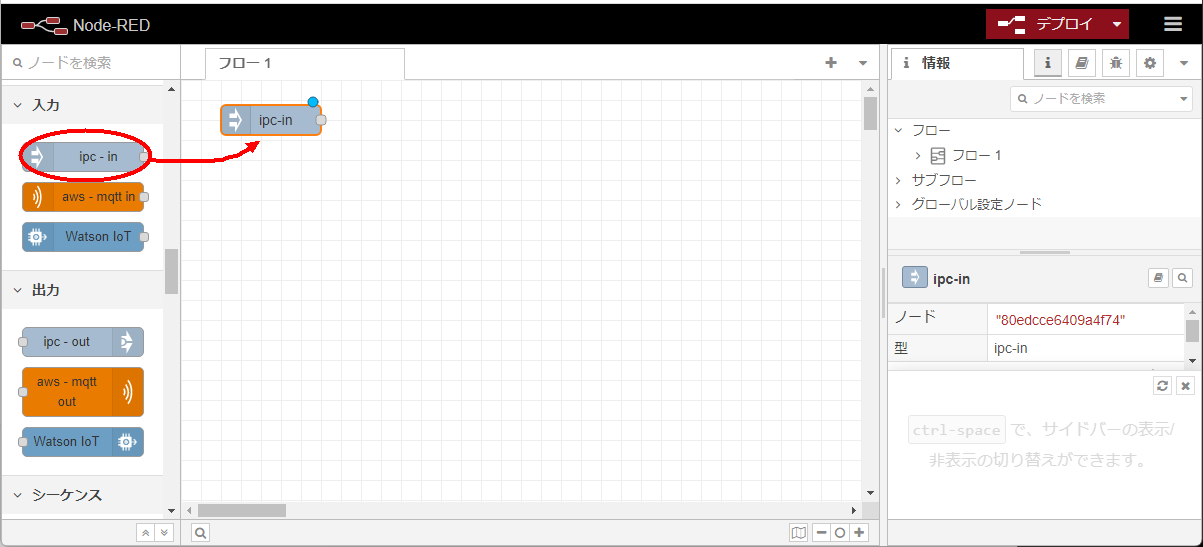 Node-RED
デプロイ
ノードを検索
フロー 1
情報
入力
ipc-in
ノードを検索
ipc - in
フロー
フロー 1
aws - mqtt in
サブフロー
グローバル設定ノード
Watson IoT
出力
ipc-in
ノード
"80edcce6409a4f74"
ipc - out
型
ipc-in
aws - mqtt
out
ctrl-space で、サイドバーの表示/
非表示の切り替えができます。
Watson IoT
シーケンス